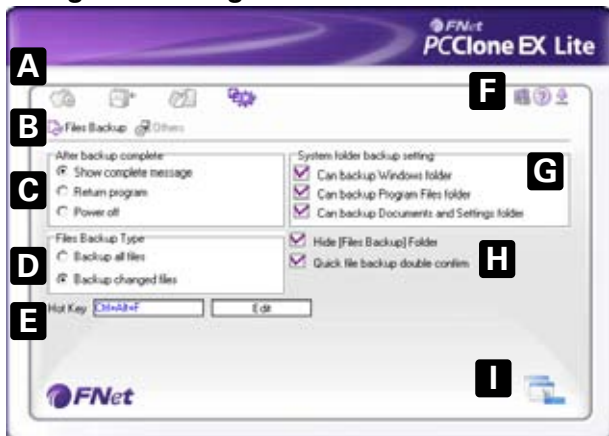 FNet
PCClone EX Lite
A
F
B
Files Backup Others
After backup complete
Show complete message
Return program
Power off
C
System folder backup setting
G
Can backup Windows folder
Can backup Program Files folder
Can backup Documents and Settings folder
Files Backup Type
Backup all files
Backup changed files
D
Hide [Files Backup] Folder
Quick file backup double confirm
H
E
Hot Key Ctrl+Alt+F Edit
I
FNet